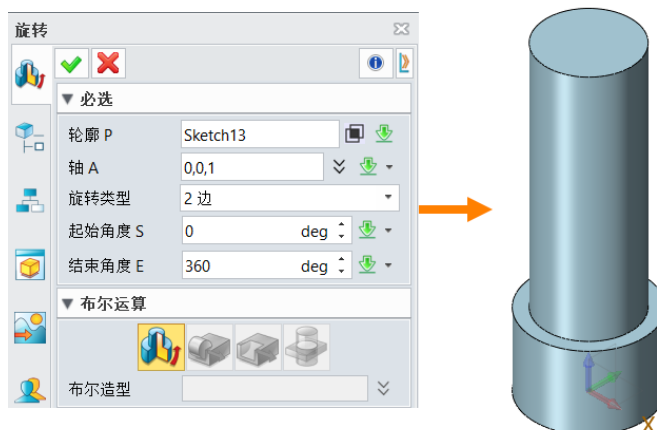 旋转
▼ 必选
轮廓 P Sketch13
轴 A 0,0,1
旋转类型 2 边
起始角度 S 0 deg
结束角度 E 360 deg
▼ 布尔运算
布尔造型
X